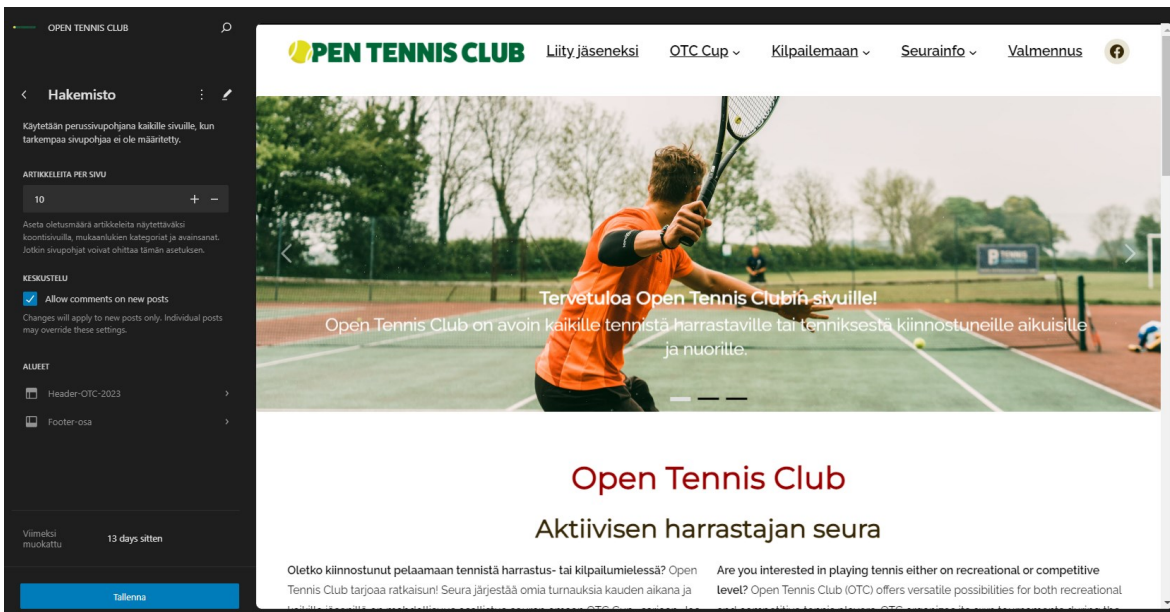 OPEN TENNIS CLUB
Hakemisto
Käytetään perussivupohjana kaikille sivuille, kun
tarkempaa sivupohjaa ei ole määritetty.
ARTIKKELEITA PER SIVU
10
Aseta oletusmäärä artikkeleita näytettäväksi
koontisivuilla, mukaanlukien kategoriat ja avainsanat.
Jotkin sivupohjat voivat ohittaa tämän asetuksen.
KESKUSTELU
Allow comments on new posts
Changes will apply to new posts only. Individual posts
may override these settings.
ALUEET
Header-OTC-2023
Footer-osa
Viimeksi
muokattu
13 days sitten
Tallenna
OPEN TENNIS CLUB
Liity jäseneksi OTC Cup Kilpailemaan Seurainfo Valmennus
TENNIS
Tervetuloa Open Tennis Clubin sivuille!
Open Tennis Club on avoin kaikille tennistä harrastaville tai tenniksestä kiinnostuneille aikuisille
ja nuorille.
Open Tennis Club
Aktiivisen harrastajan seura
Oletko kiinnostunut pelaamaan tennistä harrastus- tai kilpailumielessä? Open
Tennis Club tarjoaa ratkaisun! Seura järjestää omia turnauksia kauden aikana ja
Are you interested in playing tennis either on recreational or competitive
level? Open Tennis Club (OTC) offers versatile possibilities for both recreational